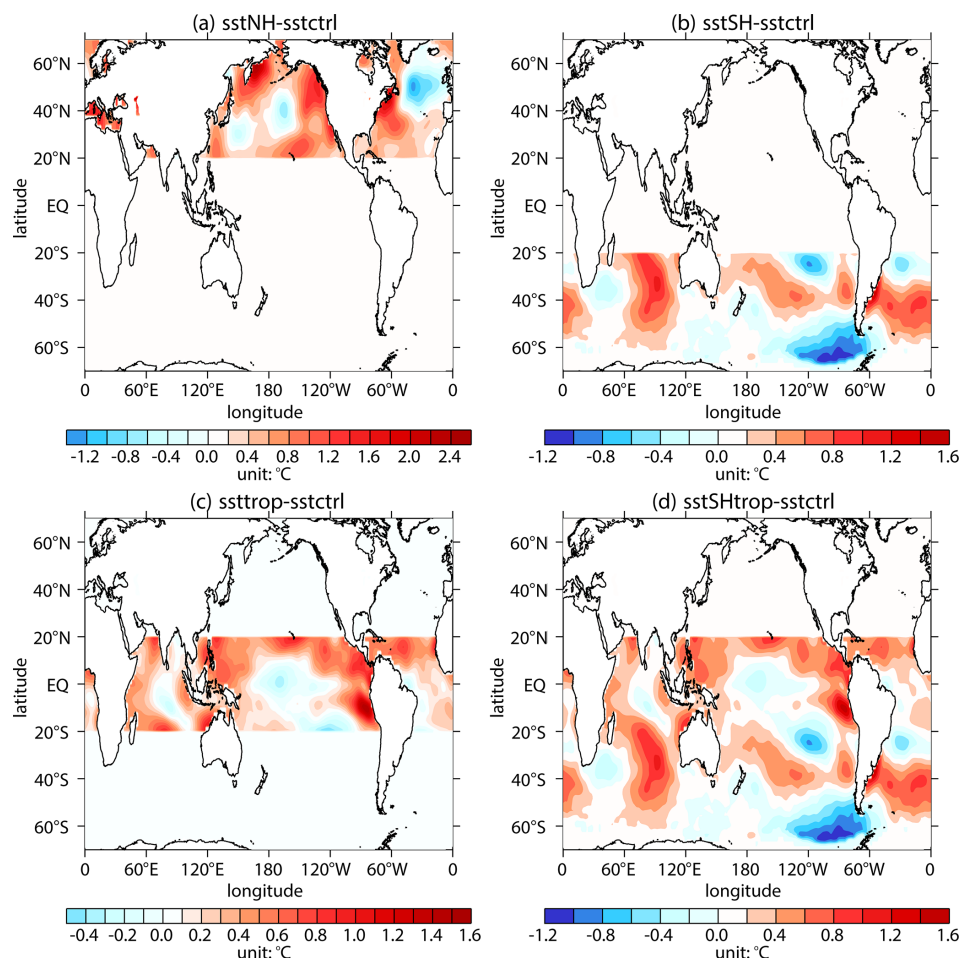 (a) sstNH-sstctrl
60°N
40°N
20°N
EQ
20°S
40°S
60°S
latitude
0 60°E 120°E 180° 120°W 60°W 0
longitude
-1.2 -0.8 -0.4 0.0 0.4 0.8 1.2 1.6 2.0 2.4
unit: °C
(b) sstSH-sstctrl
60°N
40°N
20°N
EQ
20°S
40°S
60°S
latitude
0 60°E 120°E 180° 120°W 60°W 0
longitude
-1.2 -0.8 -0.4 0.0 0.4 0.8 1.2 1.6
unit: °C
(c) ssttrop-sstctrl
60°N
40°N
20°N
EQ
20°S
40°S
60°S
latitude
0 60°E 120°E 180° 120°W 60°W 0
longitude
-0.4 -0.2 0.0 0.2 0.4 0.6 0.8 1.0 1.2 1.4 1.6
unit: °C
(d) sstSHtrop-sstctrl
60°N
40°N
20°N
EQ
20°S
40°S
60°S
latitude
0 60°E 120°E 180° 120°W 60°W 0
longitude
-1.2 -0.8 -0.4 0.0 0.4 0.8 1.2 1.6
unit: °C